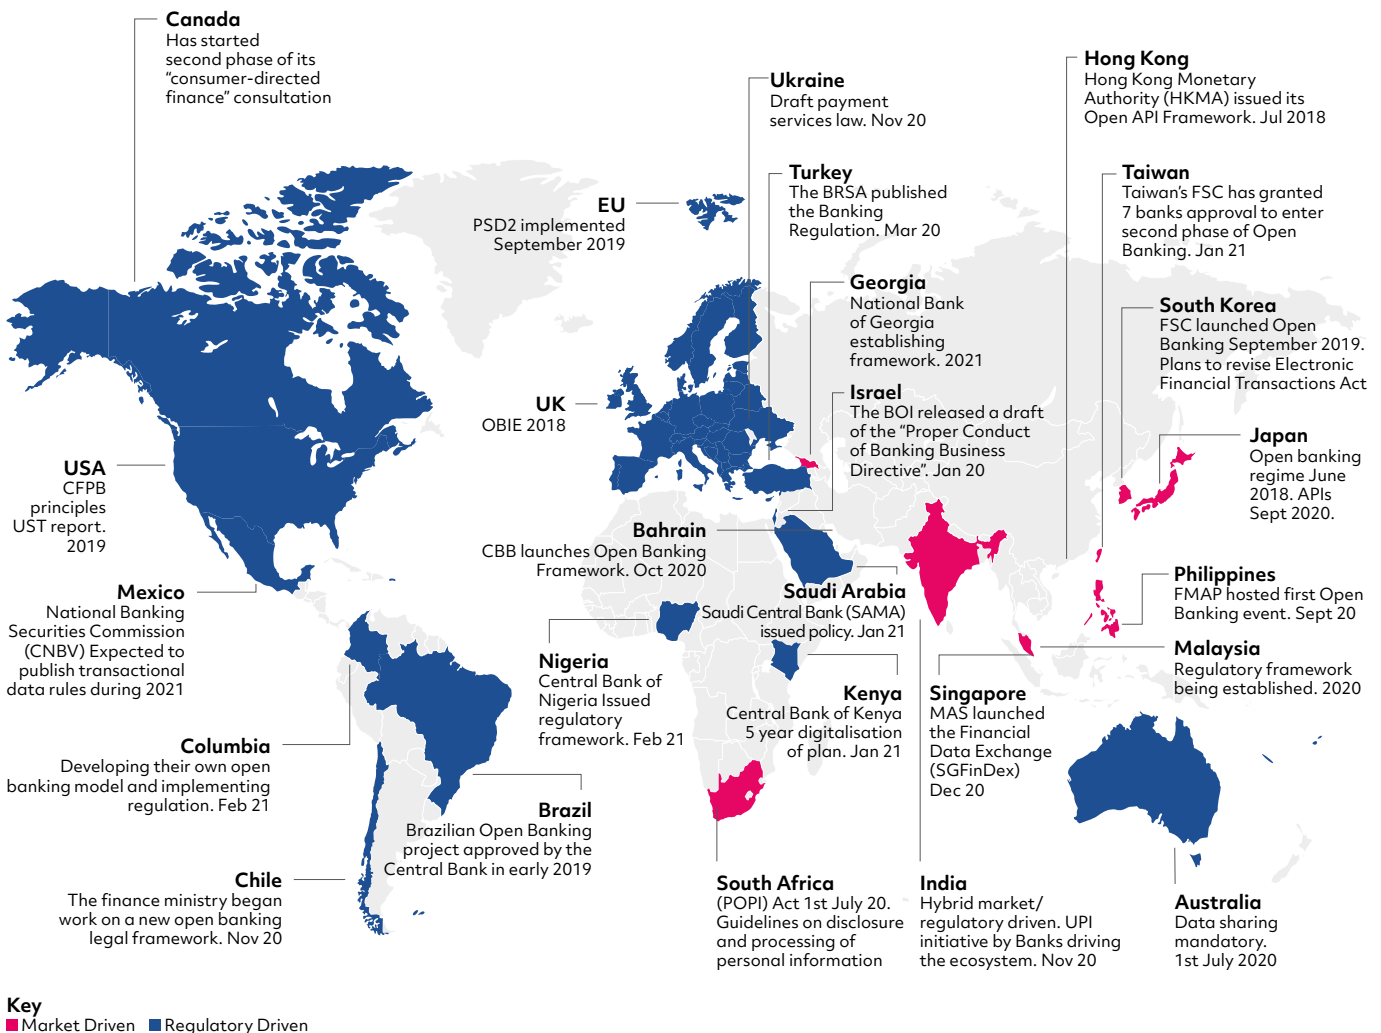 Canada
Has started
second phase of its
“consumer-directed
finance” consultation
Ukraine
Draft payment
services law. Nov 20
Hong Kong
Hong Kong Monetary
Authority (HKMA) issued its
Open API Framework. Jul 2018
Turkey
The BRSA published
the Banking
Regulation. Mar 20
Taiwan
Taiwan’s FSC has granted
7 banks approval to enter
second phase of Open
Banking. Jan 21
EU
PSD2 implemented
September 2019
Georgia
National Bank
of Georgia
establishing
framework. 2021
South Korea
FSC launched Open
Banking September 2019.
Plans to revise Electronic
Financial Transactions Act
Israel
The BOI released a draft
of the “Proper Conduct
of Banking Business
Directive”. Jan 20
UK
OBIE 2018
Japan
Open banking
regime June
2018. APIs
Sept 2020.
USA
CFPB
principles
UST report.
2019
Bahrain
CBB launches Open Banking
Framework. Oct 2020
Saudi Arabia
Saudi Central Bank (SAMA)
issued policy. Jan 21
Philippines
FMAP hosted first Open
Banking event. Sept 20
Mexico
National Banking
Securities Commission
(CNBV) Expected to
publish transactional
data rules during 2021
Malaysia
Regulatory framework
being established. 2020
Nigeria
Central Bank of
Nigeria Issued
regulatory
framework. Feb 21
Kenya
Central Bank of Kenya
5 year digitalisation
of plan. Jan 21
Singapore
MAS launched
the Financial
Data Exchange
(SGFinDex)
Dec 20
Columbia
Developing their own open
banking model and implementing
regulation. Feb 21
Brazil
Brazilian Open Banking
project approved by the
Central Bank in early 2019
Chile
The finance ministry began
work on a new open banking
legal framework. Nov 20
South Africa
(POPI) Act 1st July 20.
Guidelines on disclosure
and processing of
personal information
India
Hybrid market/
regulatory driven. UPI
initiative by Banks driving
the ecosystem. Nov 20
Australia
Data sharing
mandatory.
1st July 2020
Key
Market Driven
Regulatory Driven